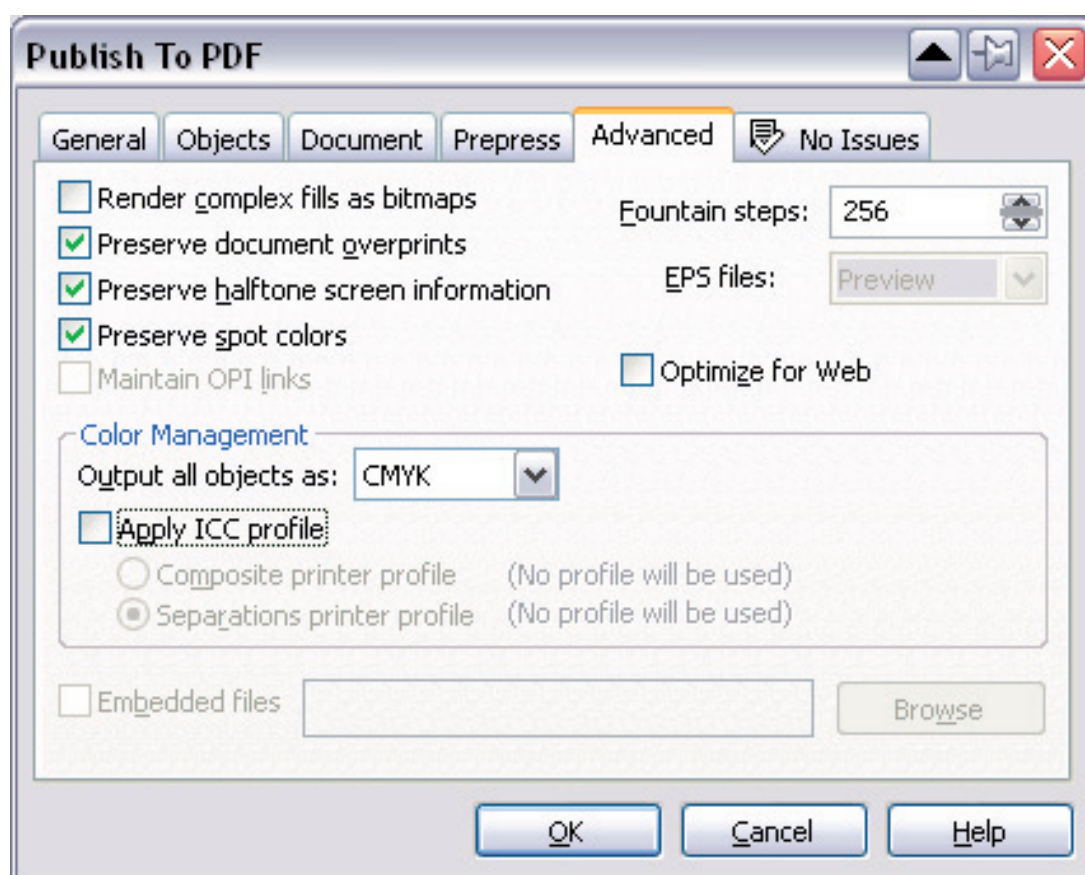 Publish To PDF
General Objects Document Prepress Advanced No Issues
Render complex fills as bitmaps
Fountain steps: 256
Preserve document overprints
Preserve halftone screen information
EPS files: Preview
Preserve spot colors
Maintain OPI links
Optimize for Web
Color Management
Output all objects as: CMYK
Apply ICC profile
Composite printer profile (No profile will be used)
Separations printer profile (No profile will be used)
Embedded files Browse
OK Cancel Help